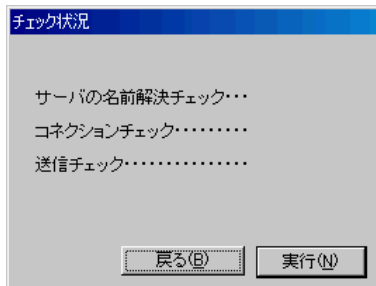 チェック状況
サーバの名前解決チェック･･･
コネクションチェック･････････
送信チェック･･･････････････
戻る(B)
実行(N)